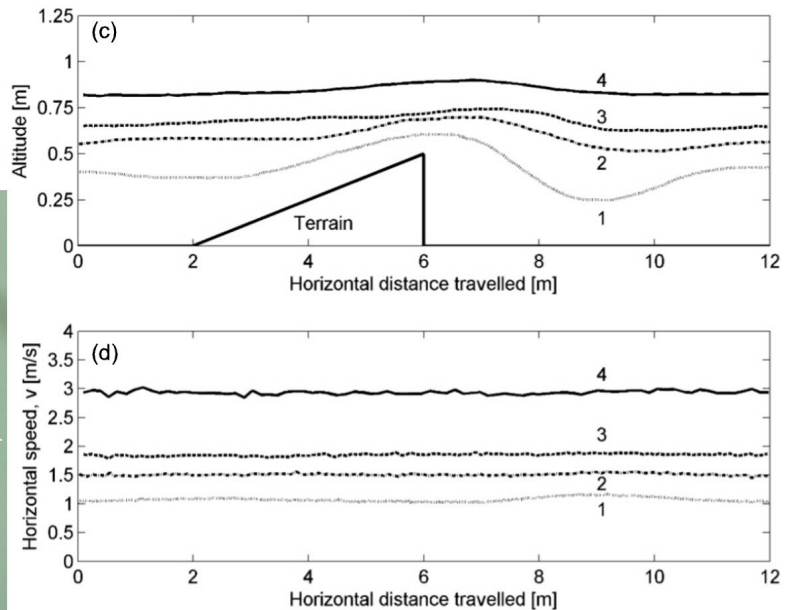 (c)
1.25
1
0.75
0.5
0.25
0
Altitude [m]
4
3
2
1
Terrain
0 2 4 6 8 10 12
Horizontal distance travelled [m]
(d)
4
3.5
3
2.5
2
1.5
1
0.5
0
Horizontal speed, v [m/s]
4
3
2
1
0 2 4 6 8 10 12
Horizontal distance travelled [m]